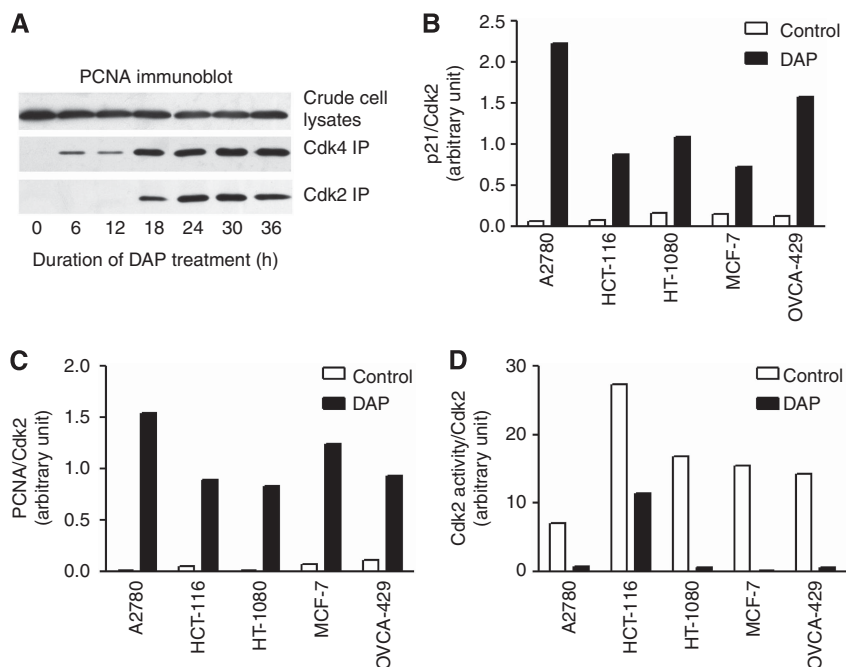 A
PCNA immunoblot
Crude cell
lysates
Cdk4 IP
Cdk2 IP
0 6 12 18 24 30 36
Duration of DAP treatment (h)
B
2.5
2.0
1.5
1.0
0.5
0.0
p21/Cdk2
(arbitrary unit)
Control
DAP
A2780
HCT-116
HT-1080
MCF-7
OVCA-429
C
2.0
1.5
1.0
0.5
0.0
PCNA/Cdk2
(arbitrary unit)
Control
DAP
A2780
HCT-116
HT-1080
MCF-7
OVCA-429
D
30
20
10
0
Cdk2 activity/Cdk2
(arbitrary unit)
Control
DAP
A2780
HCT-116
HT-1080
MCF-7
OVCA-429